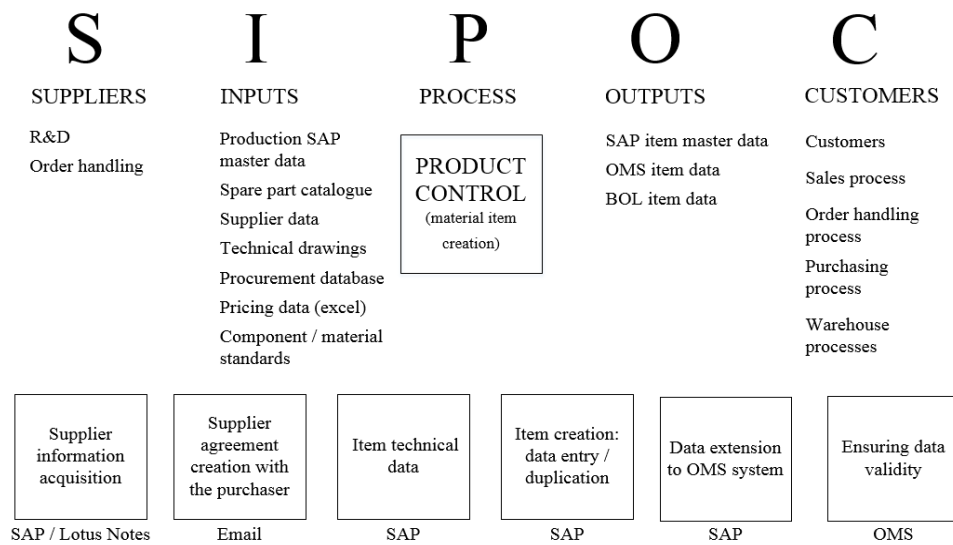 S I P O C
SUPPLIERS INPUTS PROCESS OUTPUTS CUSTOMERS
R&D
Order handling
Production SAP
master data
Spare part catalogue
Supplier data
Technical drawings
Procurement database
Pricing data (excel)
Component / material
standards
PRODUCT
CONTROL
(material item
creation)
SAP item master data
OMS item data
BOL item data
Customers
Sales process
Order handling
process
Purchasing
process
Warehouse
processes
Supplier
information
acquisition
SAP / Lotus Notes
Supplier
agreement
creation with
the purchaser
Email
Item technical
data
SAP
Item creation:
data entry /
duplication
SAP
Data extension
to OMS system
SAP
Ensuring data
validity
OMS